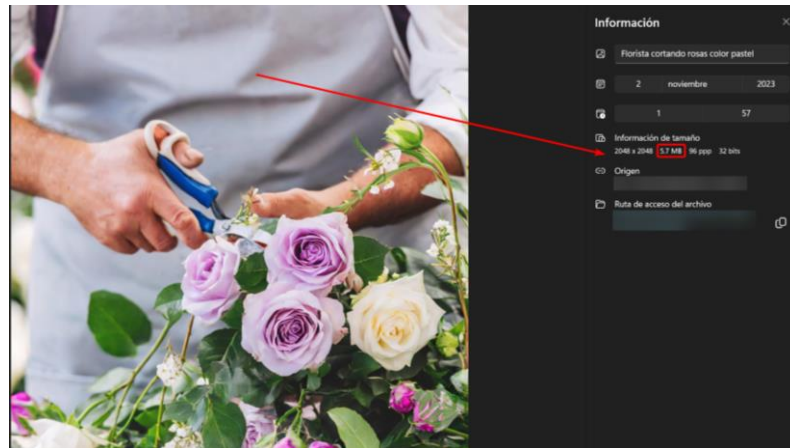 Información
Florista cortando rosas color pastel
2 noviembre 2023
1 57
Información de tamaño
2048 x 2048 5.7 MB 96 ppp 32 bits
Origen
Ruta de acceso del archivo